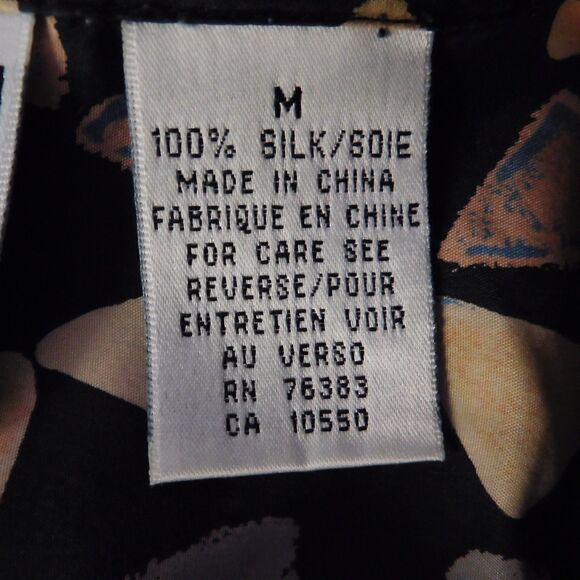 M
100% SILK/SOIE
MADE IN CHINA
FABRIQUE EN CHINE
FOR CARE SEE
REVERSE/POUR
ENTRETIEN VOIR
AU VERSO
RN 76383
CA 10550